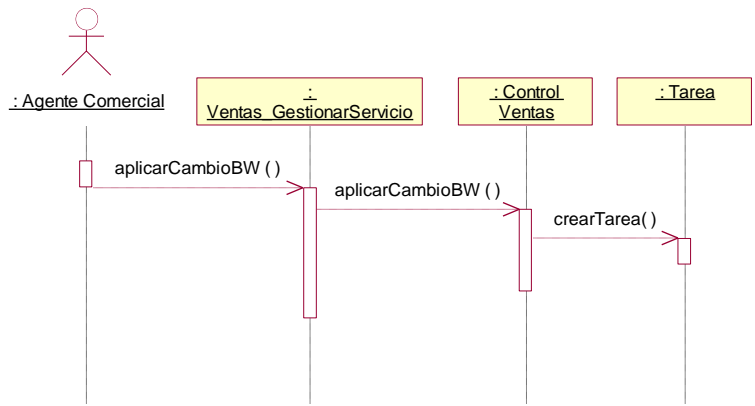 : Agente Comercial
:
Ventas_GestionarServicio
: Control
Ventas
: Tarea
aplicarCambioBW ( )
aplicarCambioBW ( )
crearTarea( )